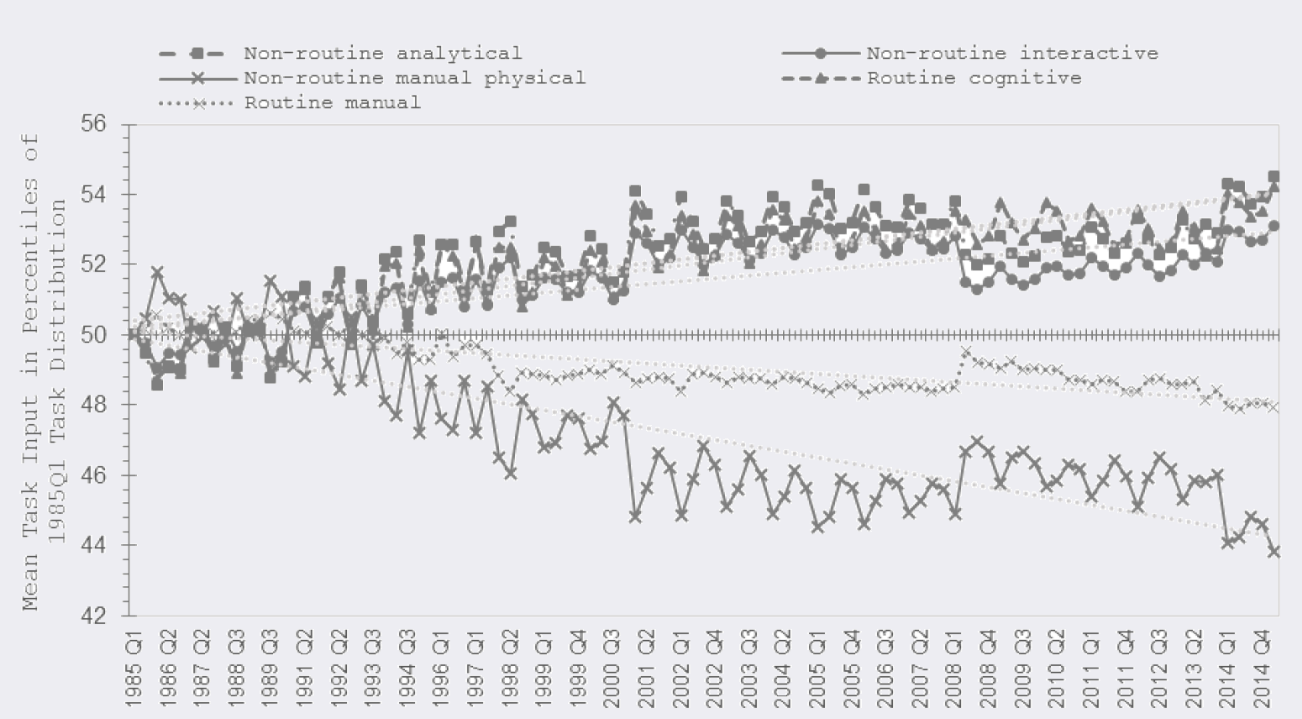 Non-routine analytical
Non-routine interactive
Non-routine manual physical
Routine cognitive
Routine manual
Mean Task Input in Percentiles of
1985Q1 Task Distribution
56
54
52
50
48
46
44
42
1985 Q1
1986 Q2
1987 Q2
1988 Q3
1989 Q3
1991 Q2
1992 Q2
1993 Q3
1994 Q3
1996 Q1
1997 Q1
1998 Q2
1999 Q1
1999 Q4
2000 Q3
2001 Q2
2002 Q1
2002 Q4
2003 Q3
2004 Q2
2005 Q1
2005 Q4
2006 Q3
2007 Q2
2008 Q1
2008 Q4
2009 Q3
2010 Q2
2011 Q1
2011 Q4
2012 Q3
2013 Q2
2014 Q1
2014 Q4